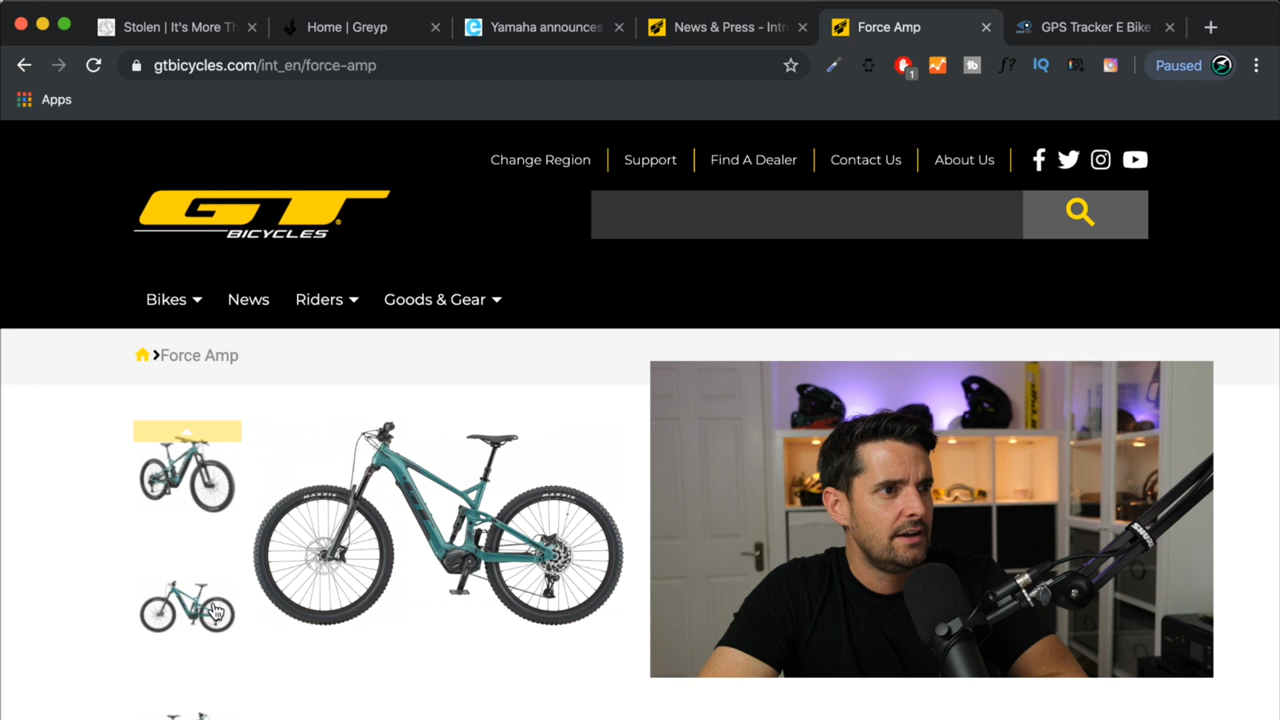 Stolen | It's More Th
Home | Greyp
Yamaha announces
News & Press - Intr
Force Amp
GPS Tracker E Bike
gtbicycles.com/int_en/force-amp
1
f?
IQ
Paused
Apps
Change Region
Support
Find A Dealer
Contact Us
About Us
GT
BICYCLES
Bikes
News
Riders
Goods & Gear
Force Amp
SHURE